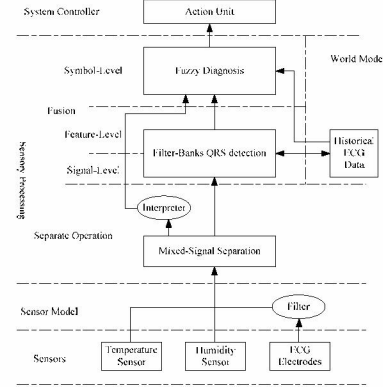 System Controller
Action Unit
Symbol-Level
Fuzzy Diagnosis
World Mode
Fusion
Feature-Level
Filter-Banks QRS detection
Historical
ECG
Data
Signal-Level
Sensory Processing
Interpreter
Separate Operation
Mixed-Signal Separation
Sensor Model
Filter
Sensors
Temperature
Sensor
Humidity
Sensor
ECG
Electrodes